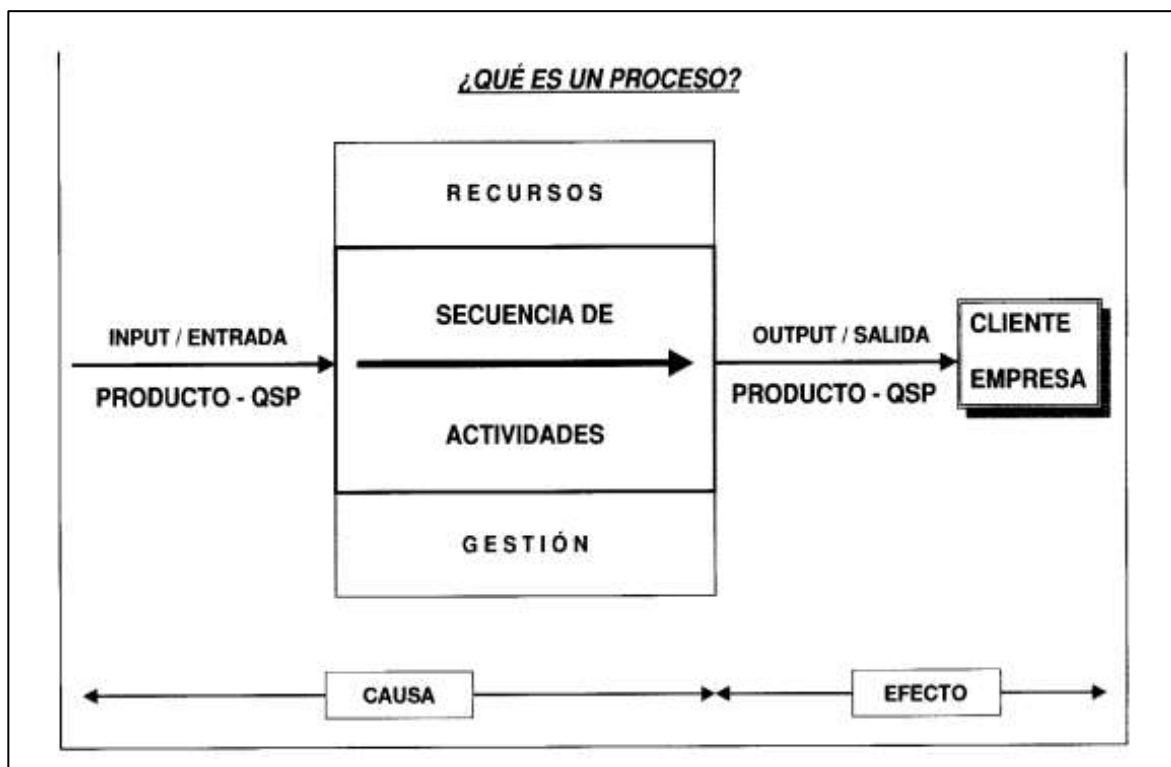 ¿QUÉ ES UN PROCESO?
RECURSOS
INPUT / ENTRADA
PRODUCTO - QSP
SECUENCIA DE
ACTIVIDADES
OUTPUT / SALIDA
PRODUCTO - QSP
CLIENTE
EMPRESA
GESTIÓN
CAUSA
EFECTO